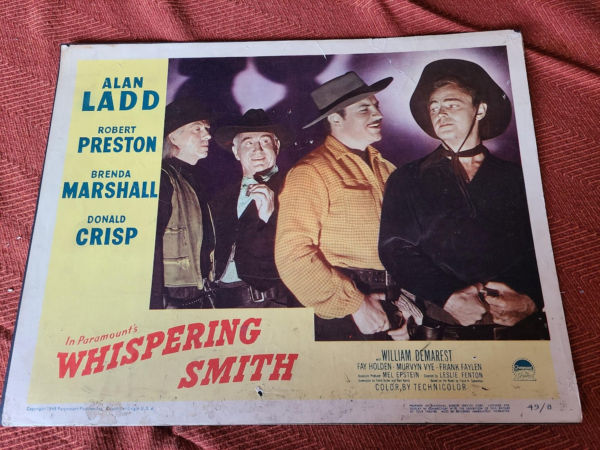 ALAN
LADD
ROBERT
PRESTON
BRENDA
MARSHALL
DONALD
CRISP
In Paramount's
WHISPERING
SMITH
...WILLIAM DEMAREST
FAY HOLDEN · MURVYN VYE · FRANK FAYLEN
MEL EPSTEIN LESLIE FENTON
COLOR BY TECHNICOLOR
Paramount
49/8